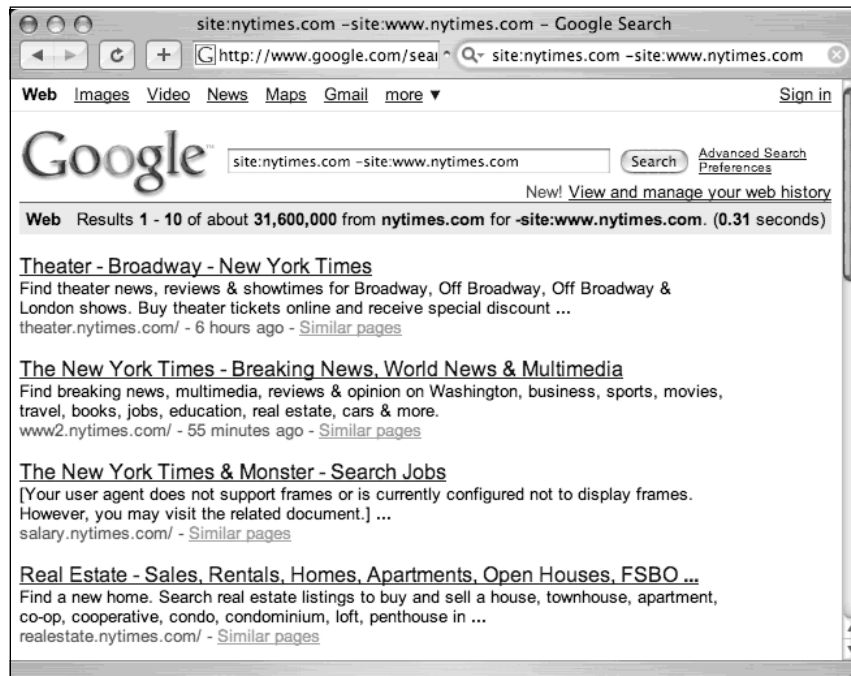 site:nytimes.com –site:www.nytimes.com – Google Search
G http://www.google.com/sear
site:nytimes.com –site:www.nytimes.com
Web Images Video News Maps Gmail more ▼ Sign in
Google™
site:nytimes.com –site:www.nytimes.com
Search
Advanced Search
Preferences
New! View and manage your web history
Web Results 1 - 10 of about 31,600,000 from nytimes.com for -site:www.nytimes.com. (0.31 seconds)
Theater - Broadway - New York Times
Find theater news, reviews & showtimes for Broadway, Off Broadway, Off Broadway &
London shows. Buy theater tickets online and receive special discount ...
theater.nytimes.com/ - 6 hours ago - Similar pages
The New York Times - Breaking News, World News & Multimedia
Find breaking news, multimedia, reviews & opinion on Washington, business, sports, movies,
travel, books, jobs, education, real estate, cars & more.
www2.nytimes.com/ - 55 minutes ago - Similar pages
The New York Times & Monster - Search Jobs
[Your user agent does not support frames or is currently configured not to display frames.
However, you may visit the related document.] ...
salary.nytimes.com/ - Similar pages
Real Estate - Sales, Rentals, Homes, Apartments, Open Houses, FSBO ...
Find a new home. Search real estate listings to buy and sell a house, townhouse, apartment,
co-op, cooperative, condo, condominium, loft, penthouse in ...
realestate.nytimes.com/ - Similar pages